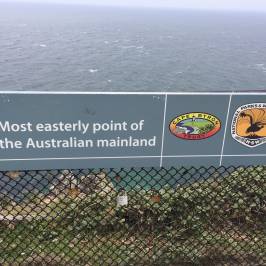 Most easterly point of
the Australian mainland
CAPE BYRON